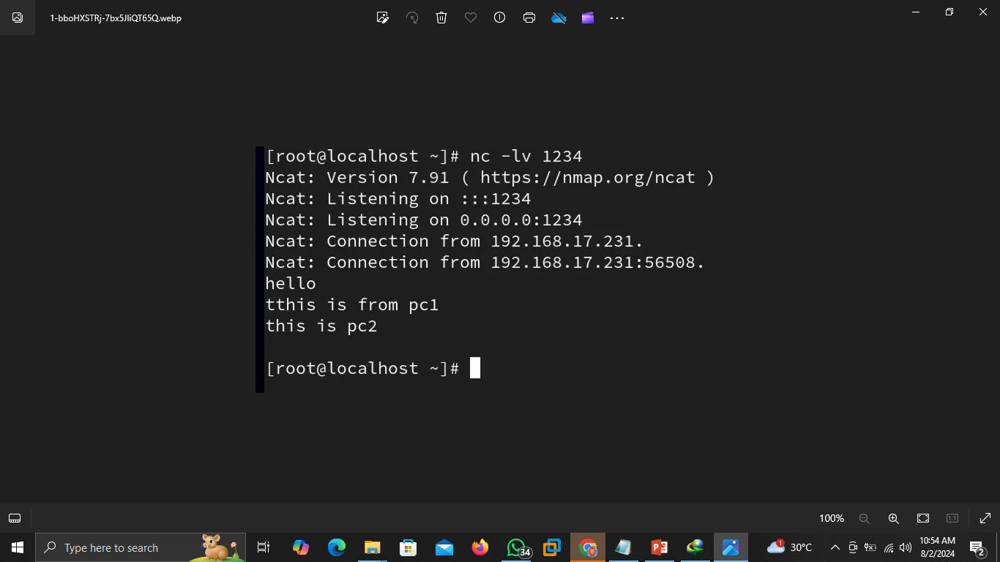 1-bboHXSTRj-7bx5JIiQT65Q.webp
[root@localhost ~]# nc -lv 1234
Ncat: Version 7.91 ( https://nmap.org/ncat )
Ncat: Listening on :::1234
Ncat: Listening on 0.0.0.0:1234
Ncat: Connection from 192.168.17.231.
Ncat: Connection from 192.168.17.231:56508.
hello
tthis is from pc1
this is pc2
[root@localhost ~]#
100%
1:1
Type here to search
34
1
30°C
10:54 AM
8/2/2024
2